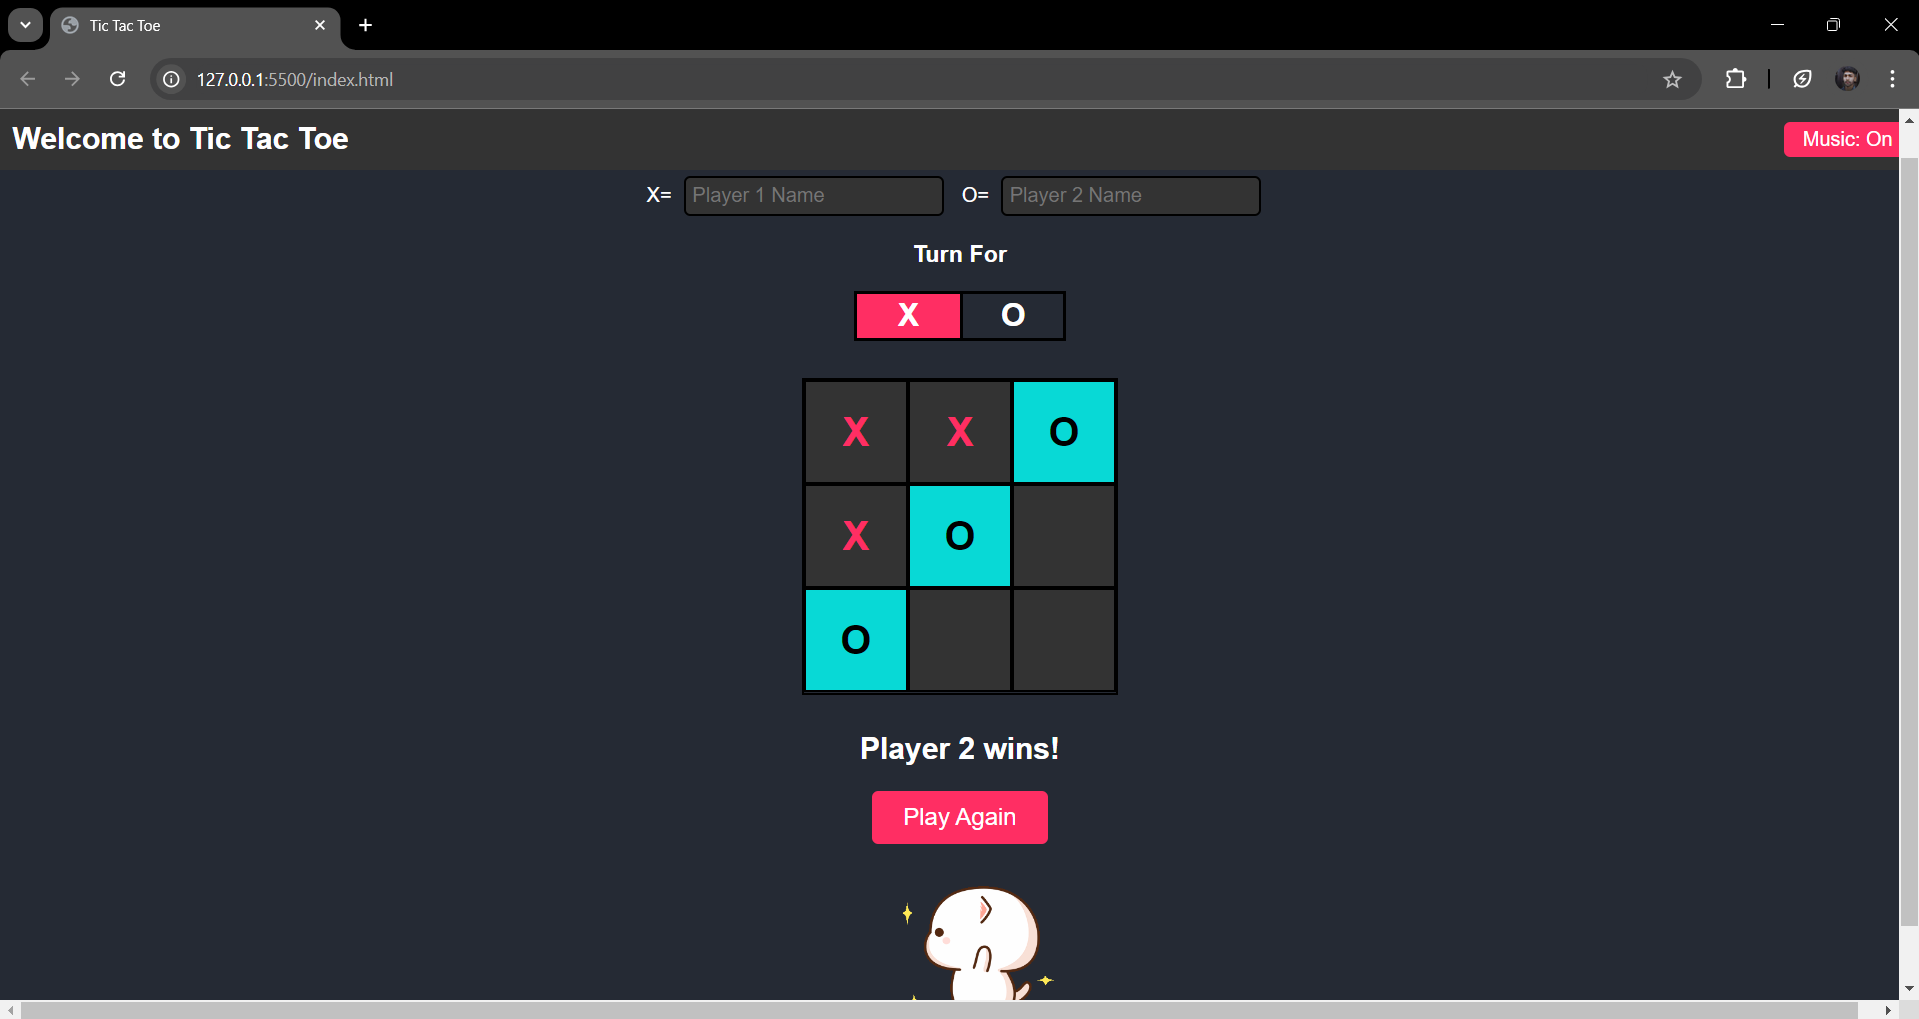 Tic Tac Toe
127.0.0.1:5500/index.html
Welcome to Tic Tac Toe
Music: On
X= Player 1 Name O= Player 2 Name
Turn For
X O
X X O
X O
O
Player 2 wins!
Play Again